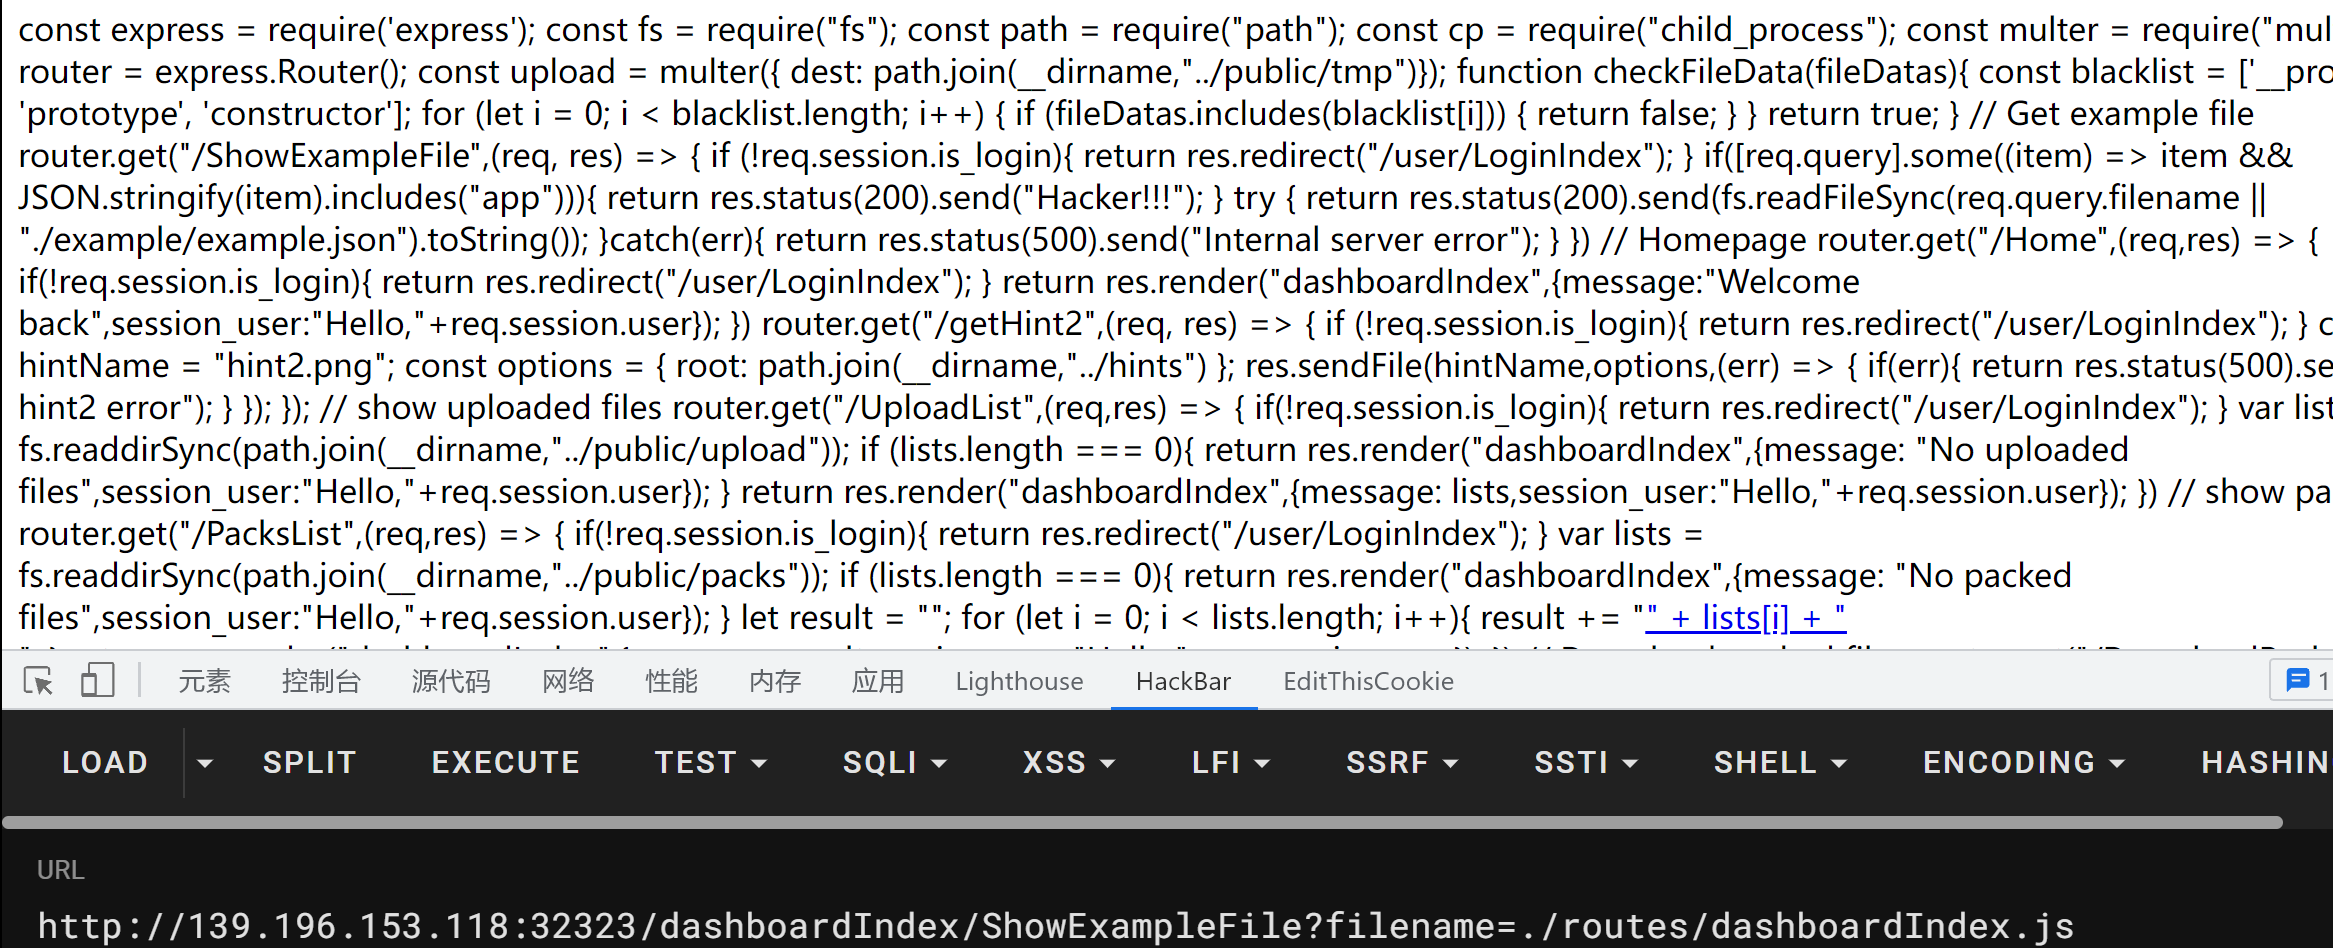 const express = require('express'); const fs = require("fs"); const path = require("path"); const cp = require("child_process"); const multer = require("mul
router = express.Router(); const upload = multer({ dest: path.join(__dirname,"../public/tmp")}); function checkFileData(fileDatas){ const blacklist = ['__pro
'prototype', 'constructor']; for (let i = 0; i < blacklist.length; i++) { if (fileDatas.includes(blacklist[i])) { return false; } } return true; } // Get example file
router.get("/ShowExampleFile",(req, res) => { if (!req.session.is_login){ return res.redirect("/user/LoginIndex"); } if([req.query].some((item) => item &&
JSON.stringify(item).includes("app"))){ return res.status(200).send("Hacker!!!"); } try { return res.status(200).send(fs.readFileSync(req.query.filename ||
"./example/example.json").toString()); }catch(err){ return res.status(500).send("Internal server error"); } }) // Homepage router.get("/Home",(req,res) => {
if(!req.session.is_login){ return res.redirect("/user/LoginIndex"); } return res.render("dashboardIndex",{message:"Welcome
back",session_user:"Hello,"+req.session.user}); }) router.get("/getHint2",(req, res) => { if (!req.session.is_login){ return res.redirect("/user/LoginIndex"); } c
hintName = "hint2.png"; const options = { root: path.join(__dirname,"../hints") }; res.sendFile(hintName,options,(err) => { if(err){ return res.status(500).se
hint2 error"); } }); }); // show uploaded files router.get("/UploadList",(req,res) => { if(!req.session.is_login){ return res.redirect("/user/LoginIndex"); } var list
fs.readdirSync(path.join(__dirname,"../public/upload")); if (lists.length === 0){ return res.render("dashboardIndex",{message: "No uploaded
files",session_user:"Hello,"+req.session.user}); } return res.render("dashboardIndex",{message: lists,session_user:"Hello,"+req.session.user}); }) // show pa
router.get("/PacksList",(req,res) => { if(!req.session.is_login){ return res.redirect("/user/LoginIndex"); } var lists =
fs.readdirSync(path.join(__dirname,"../public/packs")); if (lists.length === 0){ return res.render("dashboardIndex",{message: "No packed
files",session_user:"Hello,"+req.session.user}); } let result = ""; for (let i = 0; i < lists.length; i++){ result += "" + lists[i] + "
元素 控制台 源代码 网络 性能 内存 应用 Lighthouse HackBar EditThisCookie 1
LOAD SPLIT EXECUTE TEST SQLI XSS LFI SSRF SSTI SHELL ENCODING HASHIN
URL
http://139.196.153.118:32323/dashboardIndex/ShowExampleFile?filename=./routes/dashboardIndex.js